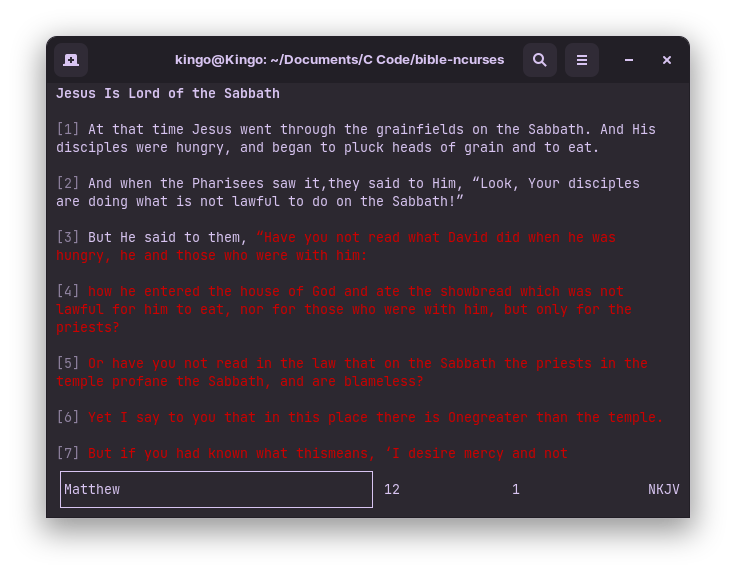 kingo@Kingo: ~/Documents/C Code/bible-ncurses
Jesus Is Lord of the Sabbath
[1] At that time Jesus went through the grainfields on the Sabbath. And His
disciples were hungry, and began to pluck heads of grain and to eat.
[2] And when the Pharisees saw it,they said to Him, “Look, Your disciples
are doing what is not lawful to do on the Sabbath!”
[3] But He said to them, “Have you not read what David did when he was
hungry, he and those who were with him:
[4] how he entered the house of God and ate the showbread which was not
lawful for him to eat, nor for those who were with him, but only for the
priests?
[5] Or have you not read in the law that on the Sabbath the priests in the
temple profane the Sabbath, and are blameless?
[6] Yet I say to you that in this place there is Onegreater than the temple.
[7] But if you had known what thismeans, ‘I desire mercy and not
Matthew 12 1 NKJV